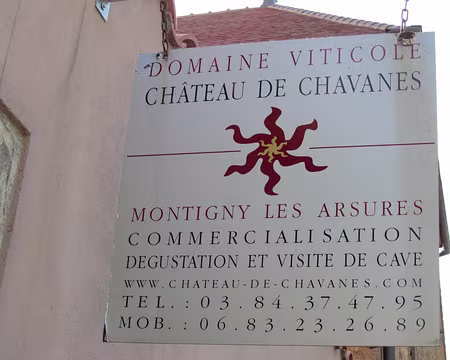 DOMAINE VITICOLE
CHÂTEAU DE CHAVANES
MONTIGNY LES ARSURES
COMMERCIALISATION
DEGUSTATION ET VISITE DE CAVE
WWW.CHATEAU-DE-CHAVANES.COM
TEL. : 03.84.37.47.95
MOB. : 06.83.23.26.89